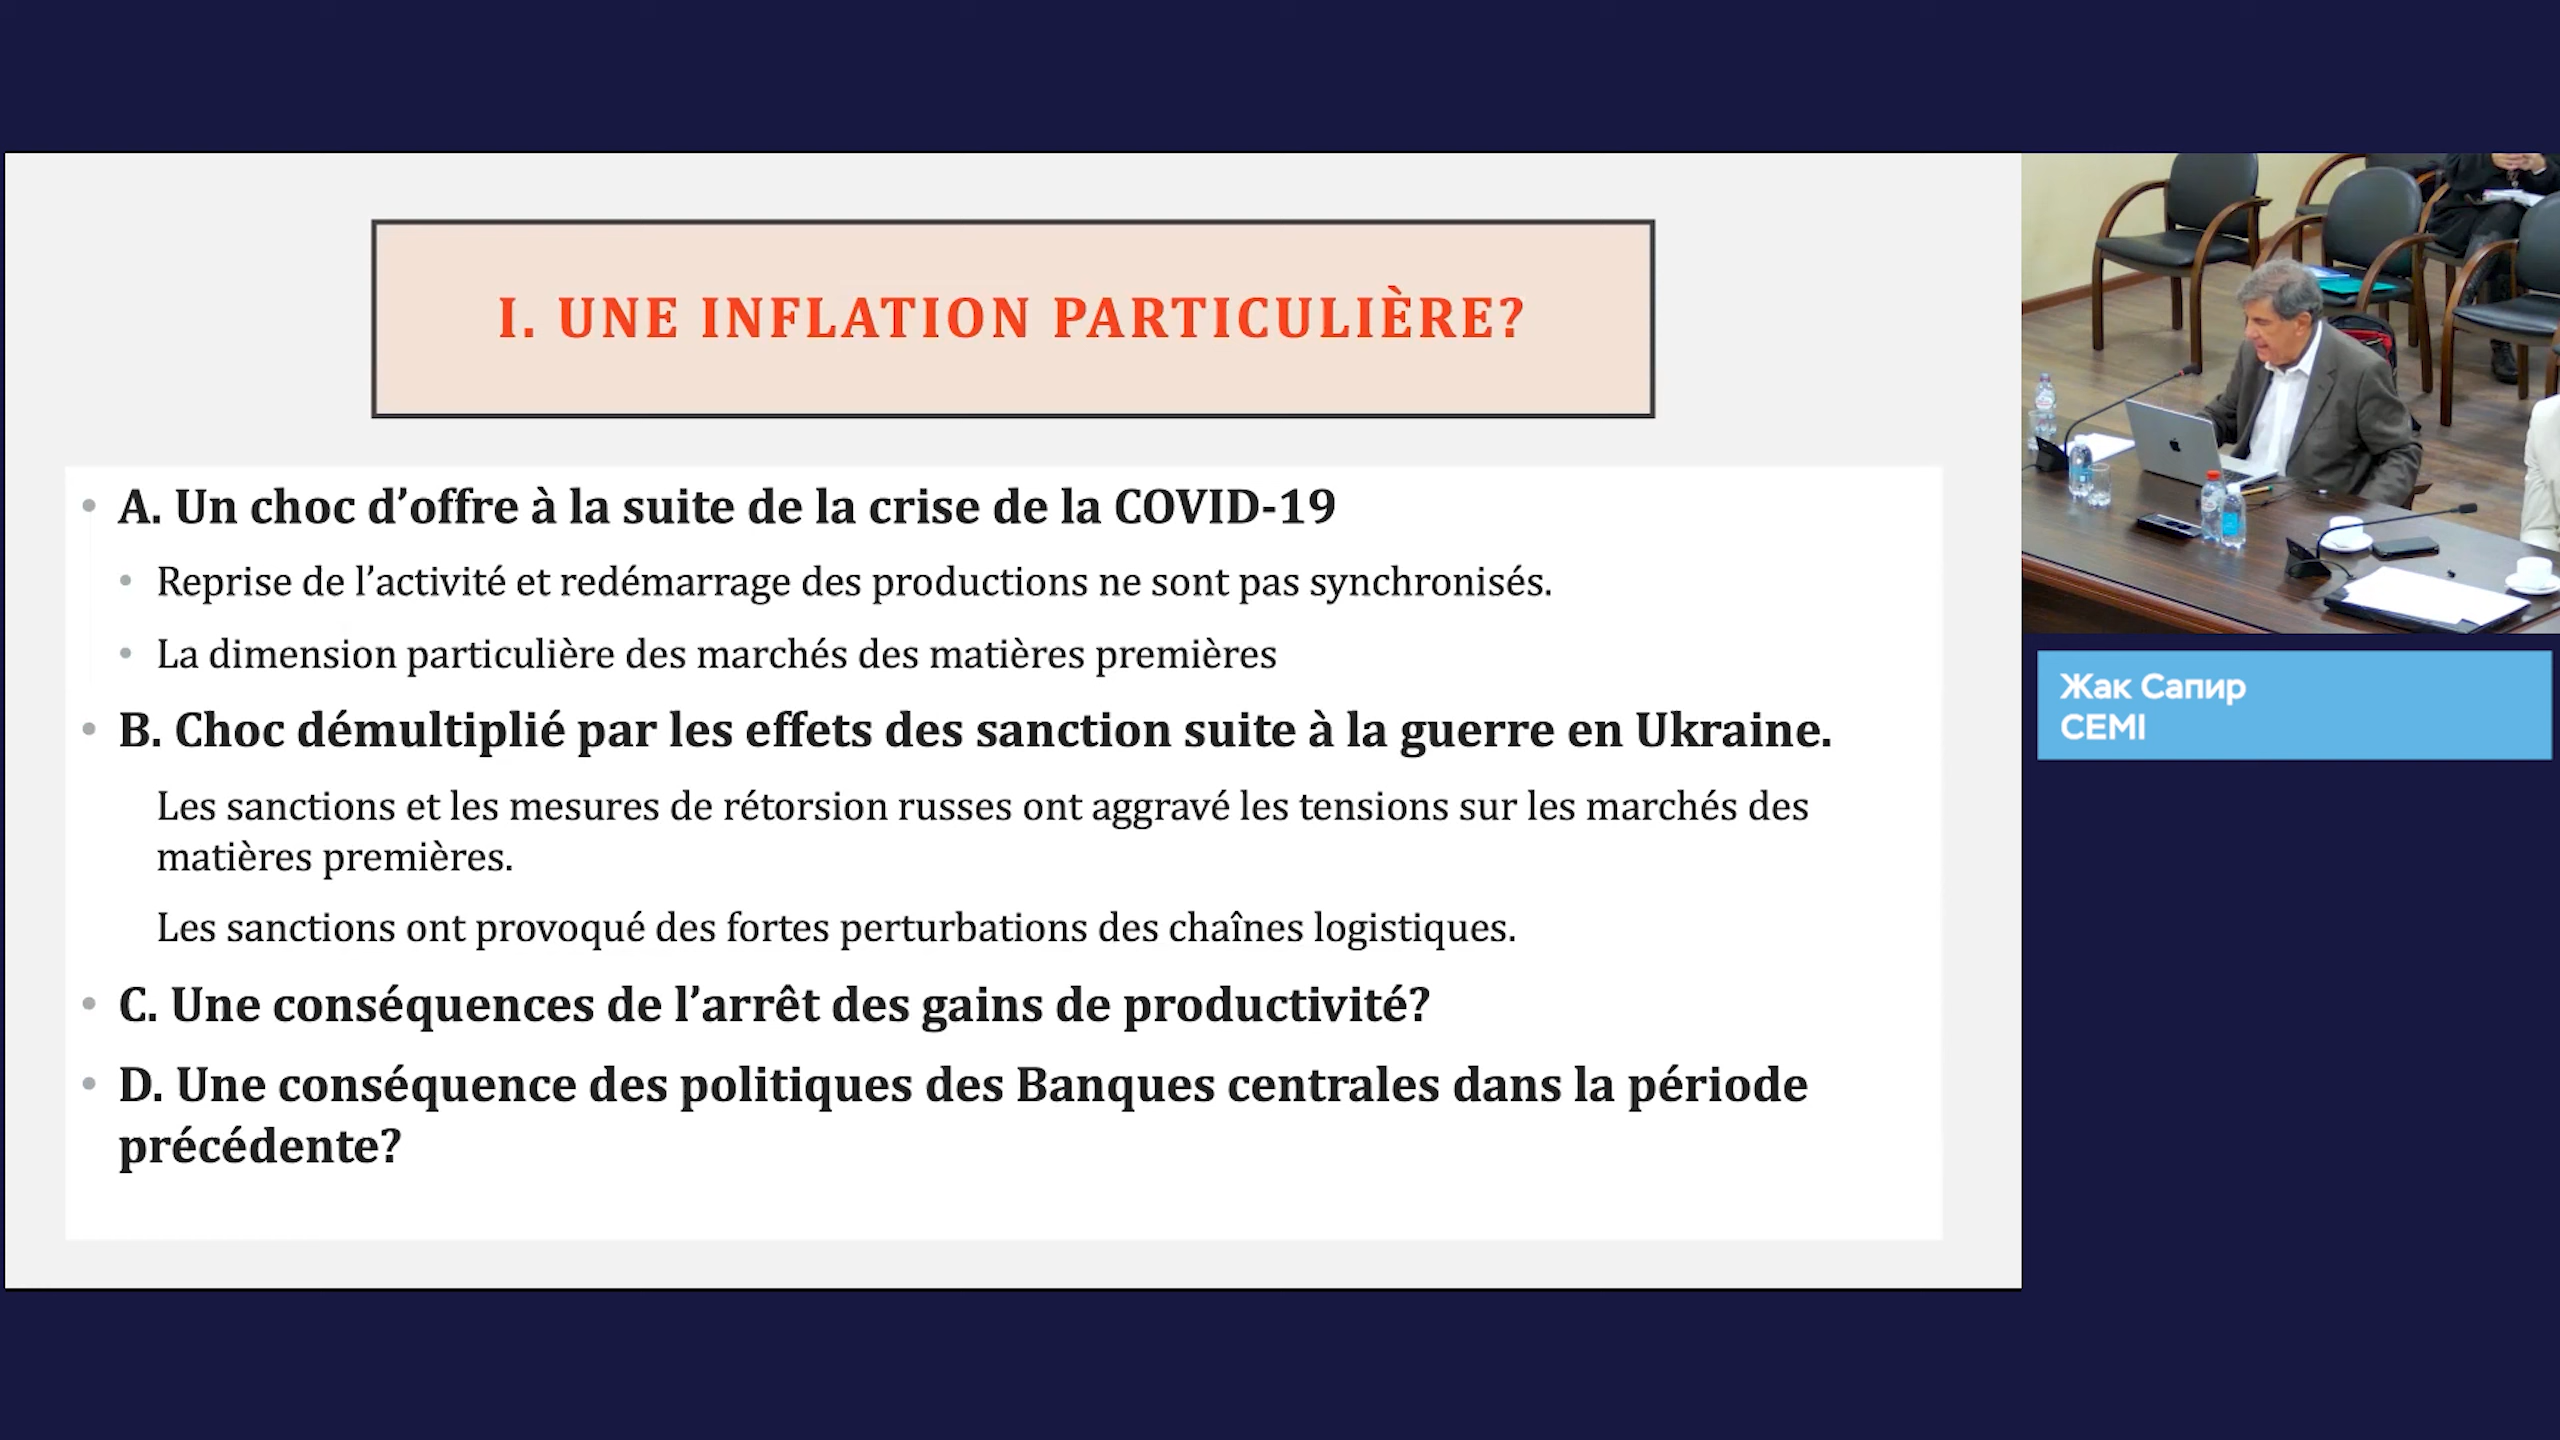 I. UNE INFLATION PARTICULIÈRE?
• A. Un choc d’offre à la suite de la crise de la COVID-19
• Reprise de l’activité et redémarrage des productions ne sont pas synchronisés.
• La dimension particulière des marchés des matières premières
• B. Choc démultiplié par les effets des sanction suite à la guerre en Ukraine.
Les sanctions et les mesures de rétorsion russes ont aggravé les tensions sur les marchés des
matières premières.
Les sanctions ont provoqué des fortes perturbations des chaînes logistiques.
• C. Une conséquences de l’arrêt des gains de productivité?
• D. Une conséquence des politiques des Banques centrales dans la période
précédente?
Жак Сапир
CEMI